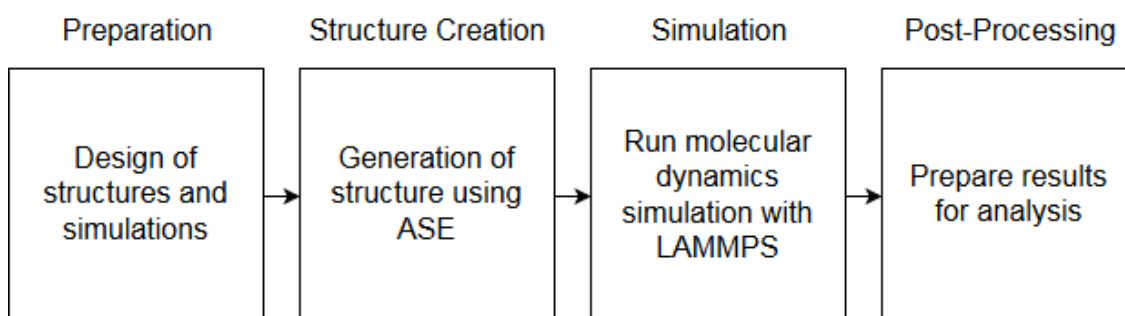 Preparation
Structure Creation
Simulation
Post-Processing
Design of
structures and
simulations
Generation of
structure using
ASE
Run molecular
dynamics
simulation with
LAMMPS
Prepare results
for analysis